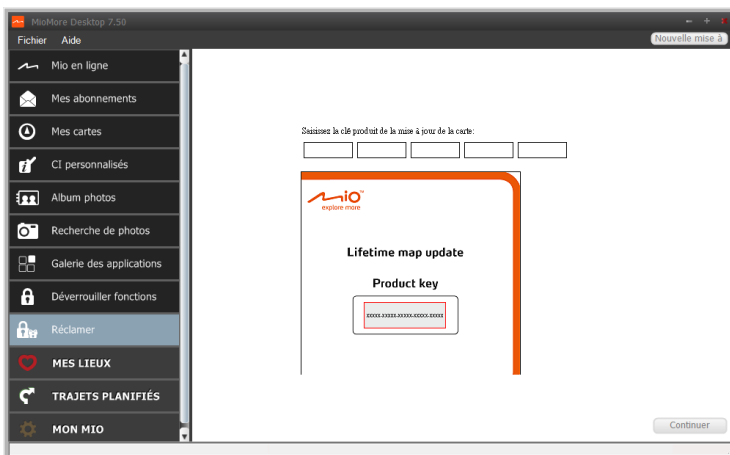 MioMore Desktop 7.50
Fichier Aide
Nouvelle mise à
Mio en ligne
Mes abonnements
Mes cartes
CI personnalisés
Album photos
Recherche de photos
Galerie des applications
Déverrouiller fonctions
Réclamer
MES LIEUX
TRAJETS PLANIFIÉS
MON MIO
Saisissez la clé produit de la mise à jour de la carte:
Mio™
explore more
Lifetime map update
Product key
xxxxx-xxxxx-xxxxx-xxxxx-xxxxx
Continuer